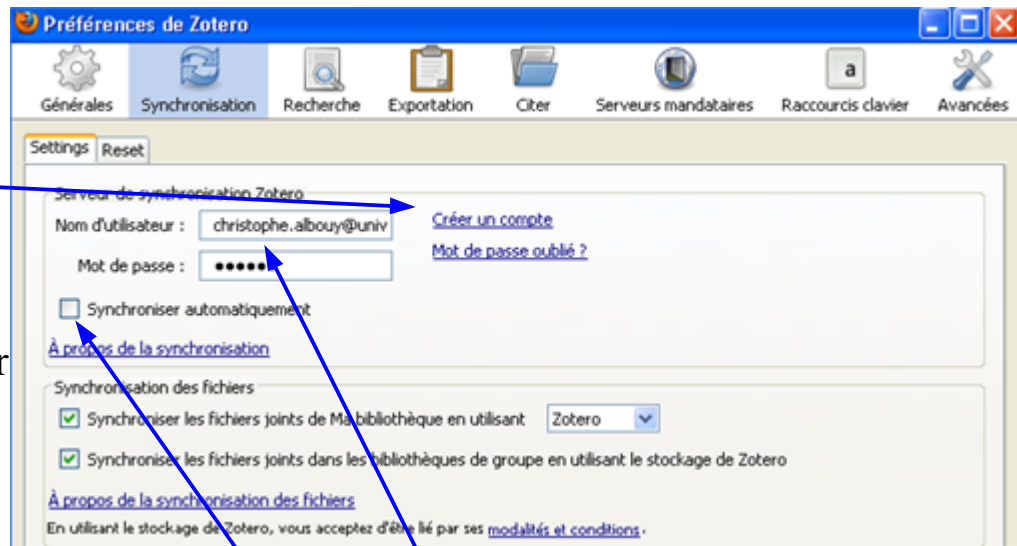 Préférences de Zotero
Générales Synchronisation Recherche Exportation Citer Serveurs mandataires Raccourcis clavier Avancées
Settings Reset
Serveur de synchronisation Zotero
Nom d'utilisateur : christophe.albouy@univ Créer un compte
Mot de passe : Mot de passe oublié ?
Synchroniser automatiquement
À propos de la synchronisation
r
Synchronisation des fichiers
Synchroniser les fichiers joints de Ma bibliothèque en utilisant Zotero
Synchroniser les fichiers joints dans les bibliothèques de groupe en utilisant le stockage de Zotero
À propos de la synchronisation des fichiers
En utilisant le stockage de Zotero, vous acceptez d'être lié par ses modalités et conditions.